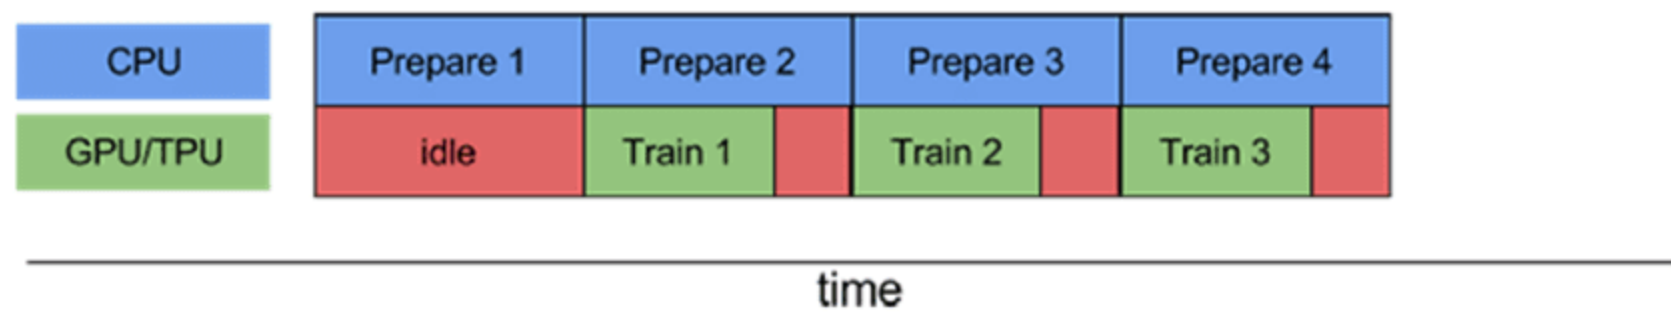 CPU Prepare 1 Prepare 2 Prepare 3 Prepare 4
GPU/TPU idle Train 1 Train 2 Train 3
time